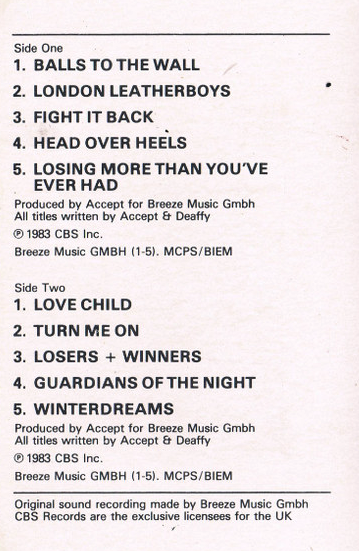 Side One
1. BALLS TO THE WALL
2. LONDON LEATHERBOYS
3. FIGHT IT BACK
4. HEAD OVER HEELS
5. LOSING MORE THAN YOU'VE
EVER HAD
Produced by Accept for Breeze Music Gmbh
All titles written by Accept & Deaffy
℗ 1983 CBS Inc.
Breeze Music GMBH (1-5). MCPS/BIEM
Side Two
1. LOVE CHILD
2. TURN ME ON
3. LOSERS + WINNERS
4. GUARDIANS OF THE NIGHT
5. WINTERDREAMS
Produced by Accept for Breeze Music Gmbh
All titles written by Accept & Deaffy
℗ 1983 CBS Inc.
Breeze Music GMBH (1-5). MCPS/BIEM
Original sound recording made by Breeze Music Gmbh
CBS Records are the exclusive licensees for the UK